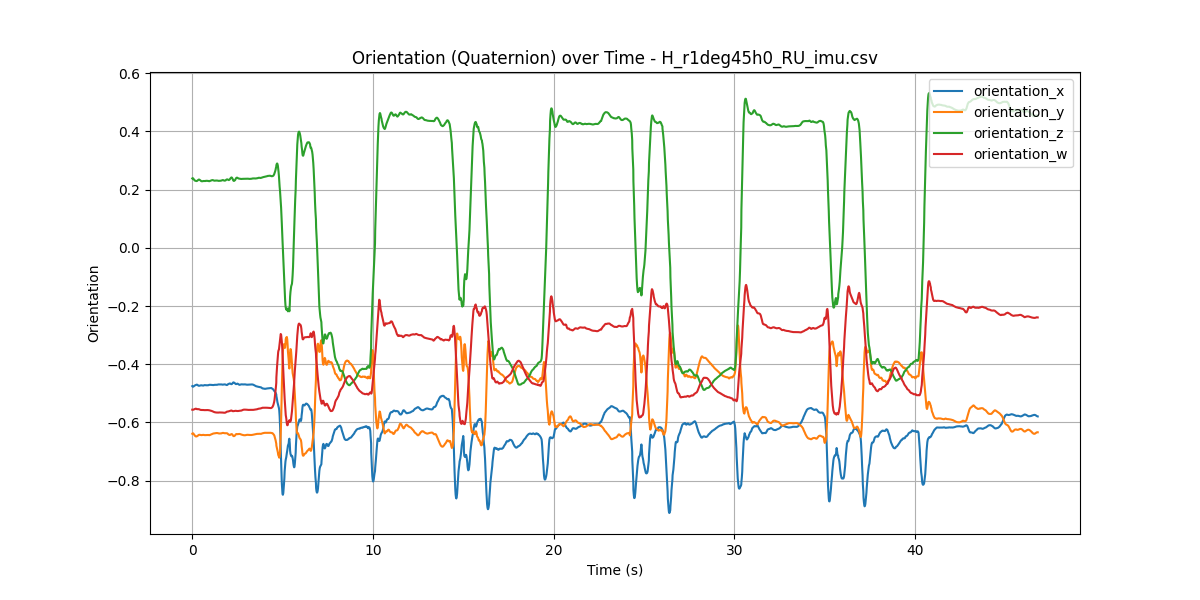 Orientation (Quaternion) over Time - H_r1deg45h0_RU_imu.csv
orientation_x
orientation_y
orientation_z
orientation_w
Orientation
0.6
0.4
0.2
0.0
−0.2
−0.4
−0.6
−0.8
0
10
20
30
40
Time (s)